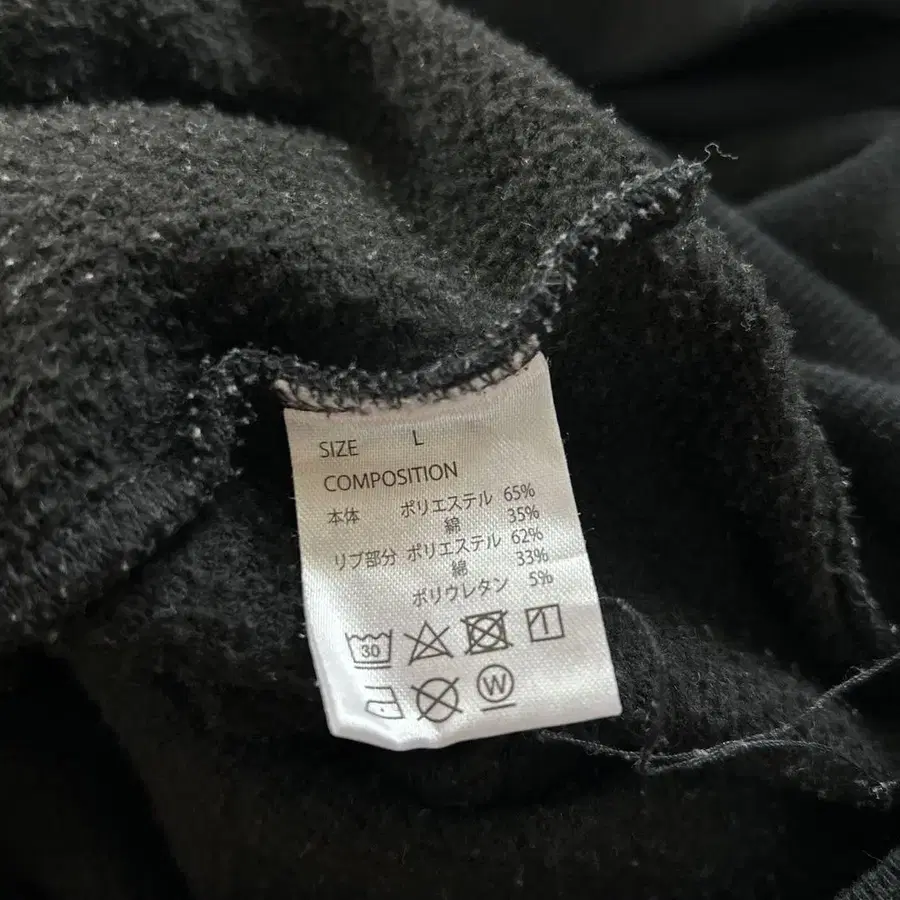 SIZE L
COMPOSITION
本体 ポリエステル 65%
綿 35%
リブ部分 ポリエステル 62%
綿 33%
ポリウレタン 5%
30
W